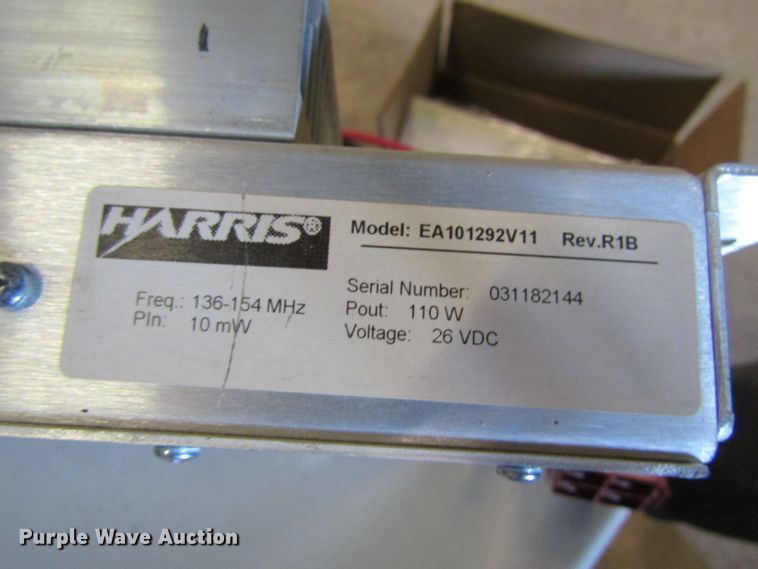 HARRIS®
Model: EA101292V11 Rev.R1B
Freq.: 136-154 MHz
PIn: 10 mW
Serial Number: 031182144
Pout: 110 W
Voltage: 26 VDC
Purple Wave Auction